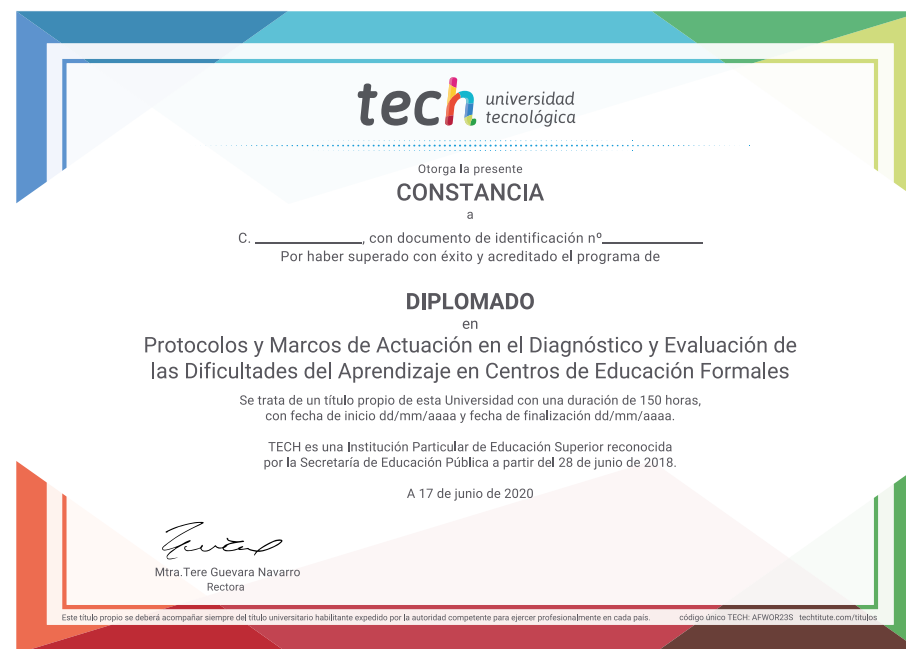 tech universidad
tecnológica
Otorga la presente
CONSTANCIA
a
C. ____________, con documento de identificación nº____________
Por haber superado con éxito y acreditado el programa de
DIPLOMADO
en
Protocolos y Marcos de Actuación en el Diagnóstico y Evaluación de
las Dificultades del Aprendizaje en Centros de Educación Formales
Se trata de un título propio de esta Universidad con una duración de 150 horas,
con fecha de inicio dd/mm/aaaa y fecha de finalización dd/mm/aaaa.
TECH es una Institución Particular de Educación Superior reconocida
por la Secretaría de Educación Pública a partir del 28 de junio de 2018.
A 17 de junio de 2020
Mtra.Tere Guevara Navarro
Rectora
Este título propio se deberá acompañar siempre del título universitario habilitante expedido por la autoridad competente para ejercer profesionalmente en cada país. código único TECH: AFWOR23S techtitute.com/titulos